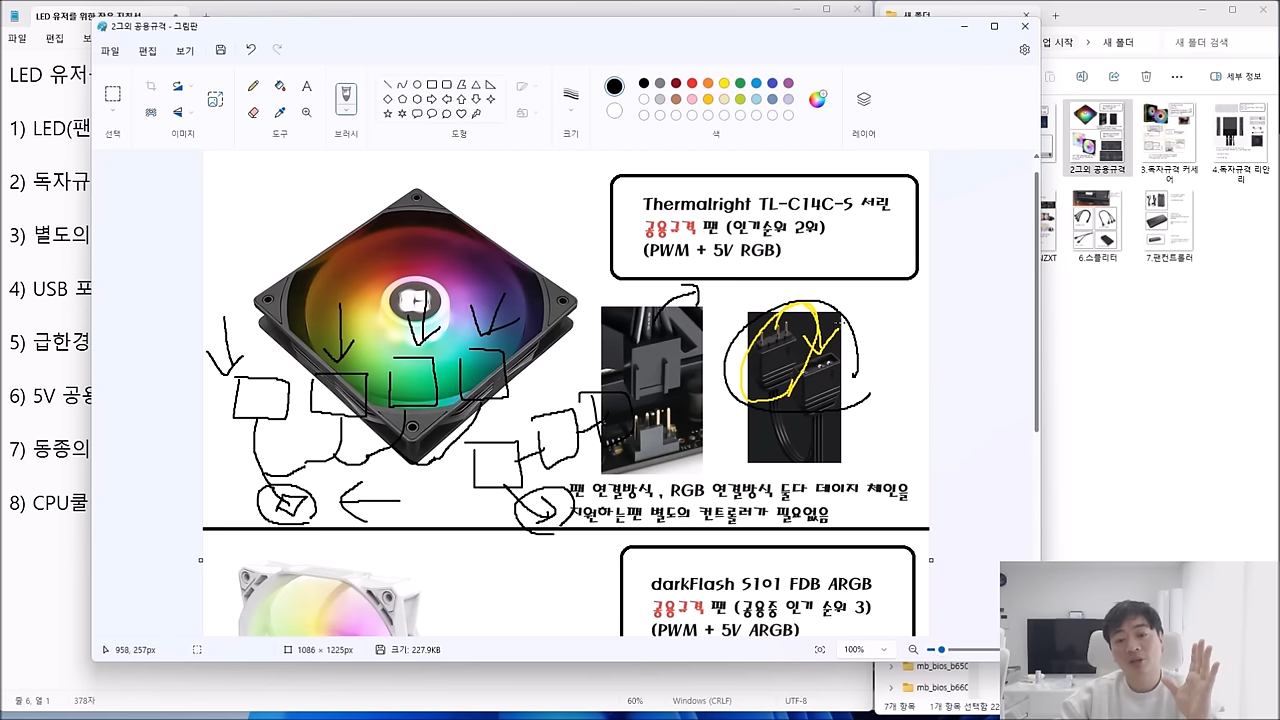 LED 유저를 위한
새 폴더
파일
편집
업 시작
새 폴더
새 폴더 검색
세부 정보
2그외 공용규격 - 그림판
파일
편집
보기
선택
이미지
도구
브러시
도형
크기
색
레이어
LED 유저
1) LED(팬
2) 독자규
3) 별도의
4) USB 포
5) 급한경
6) 5V 공용
7) 동종의
8) CPU쿨
Thermalright TL-C14C-S 서린
공용규격 팬 (인기순위 2위)
(PWM + 5V RGB)
팬 연결방식 , RGB 연결방식 둘다 데이지 체인을
지원하는팬 별도의 컨트롤러가 필요없음
darkFlash S101 FDB ARGB
공용규격 팬 (공용중 인기 순위 3)
(PWM + 5V ARGB)
2그외 공용규격
3.독자규격 커세어
4.독자규격 리안리
NZXT
6.스플리터
7.팬컨트롤러
958, 257px
1086 × 1225px
크기: 227.9KB
100%
mb_bios_b650
mb_bios_b660
줄 6, 열 1
378자
60%
Windows (CRLF)
UTF-8
7개 항목
1개 항목 선택함 22